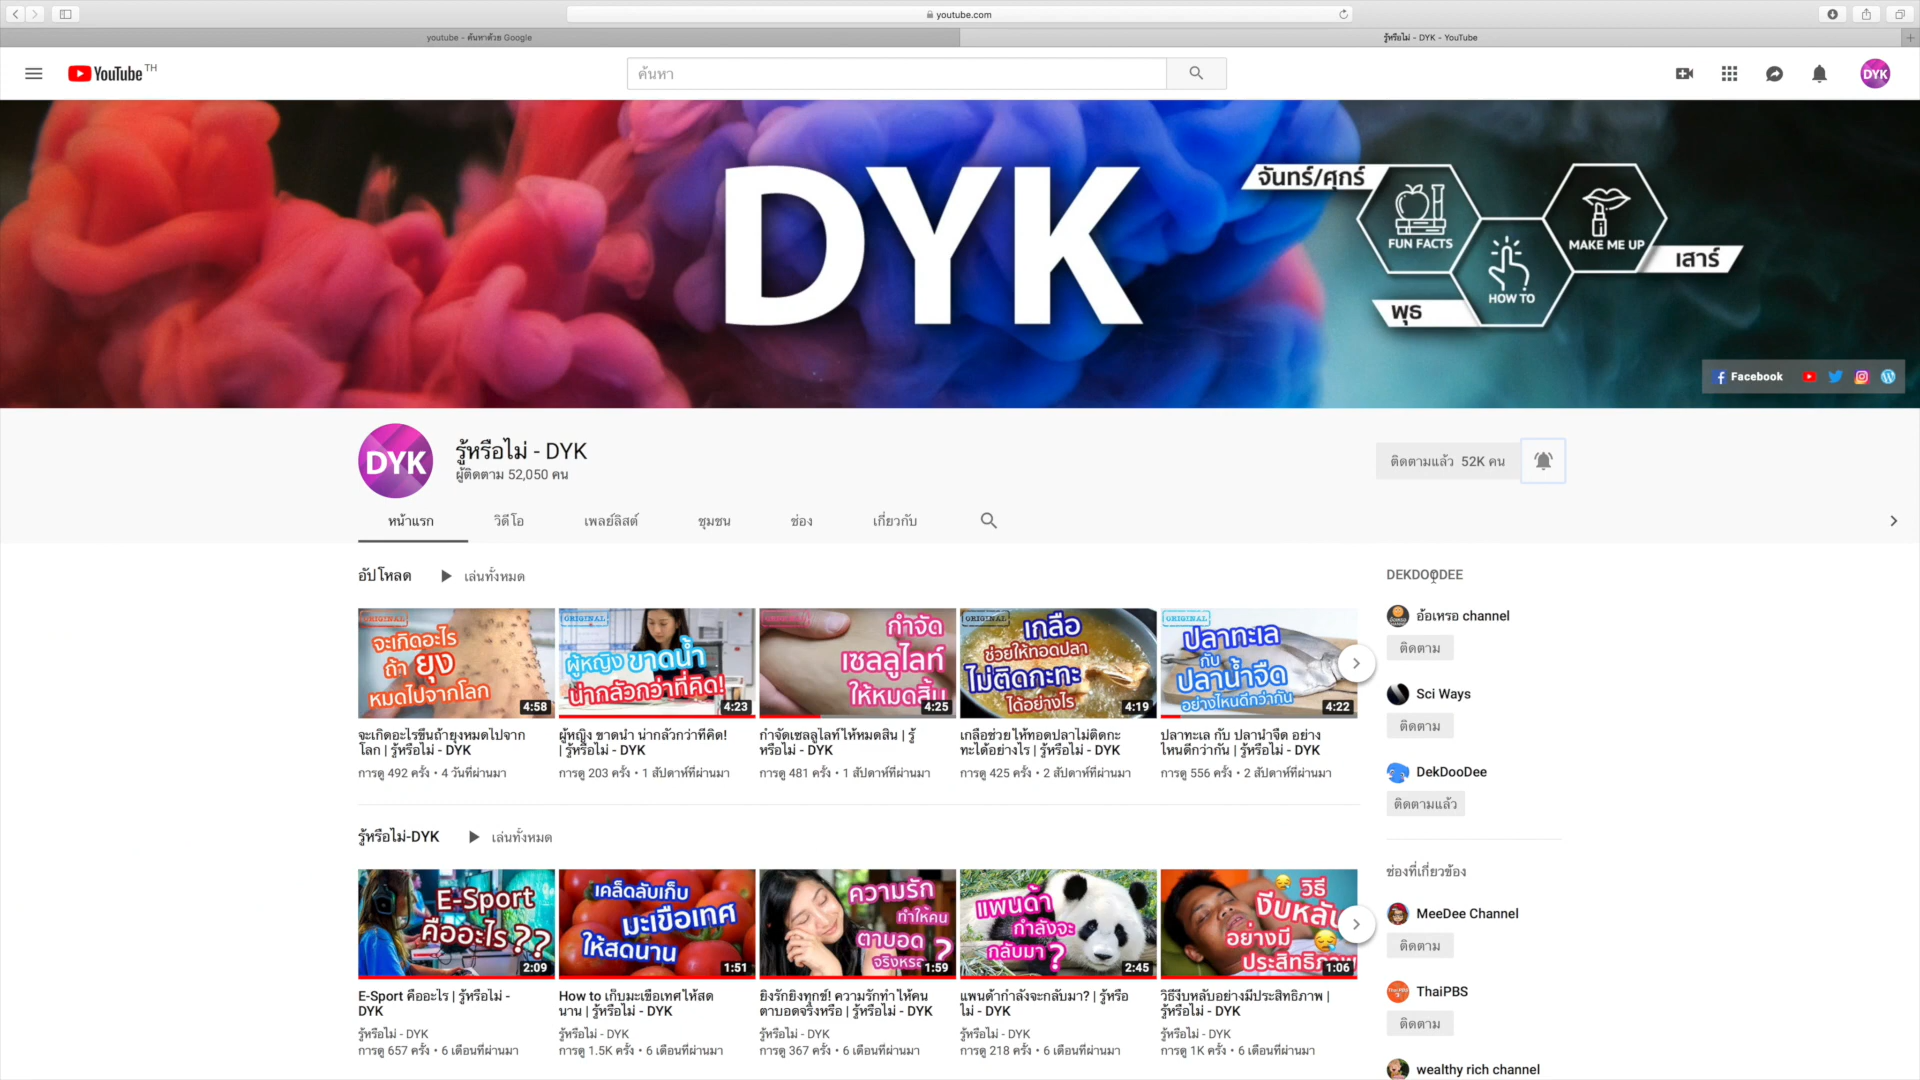 youtube.com
youtube - ค้นหาด้วย Google
รู้หรือไม่ - DYK - YouTube
YouTube TH
ค้นหา
DYK
DYK
จันทร์/ศุกร์
FUN FACTS
MAKE ME UP
HOW TO
เสาร์
พุธ
Facebook
DYK
รู้หรือไม่ - DYK
ผู้ติดตาม 52,050 คน
ติดตามแล้ว 52K คน
หน้าแรก
วิดีโอ
เพลย์ลิสต์
ชุมชน
ช่อง
เกี่ยวกับ
อัปโหลด
เล่นทั้งหมด
DEKDOODEE
ORIGINAL
จะเกิดอะไร
ถ้า ยุง
หมดไปจากโลก
4:58
ORIGINAL
ผู้หญิง ขาดน้ำ
น่ากลัวกว่าที่คิด!
4:23
ORIGINAL
กำจัด
เซลลูไลท์
ให้หมดสิ้น
4:25
ORIGINAL
เกลือ
ช่วยให้ทอดปลา
ไม่ติดกะทะ
ได้อย่างไร
4:19
ORIGINAL
ปลาทะเล
กับ
ปลาน้ำจืด
อย่างไหนดีกว่ากัน
4:22
จะเกิดอะไรขึ้นถ้ายุงหมดไปจาก
โลก | รู้หรือไม่ - DYK
การดู 492 ครั้ง • 4 วันที่ผ่านมา
ผู้หญิง ขาดน้ำ น่ากลัวกว่าที่คิด!
| รู้หรือไม่ - DYK
การดู 203 ครั้ง • 1 สัปดาห์ที่ผ่านมา
กำจัดเซลลูไลท์ให้หมดสิ้น | รู้
หรือไม่ - DYK
การดู 481 ครั้ง • 1 สัปดาห์ที่ผ่านมา
เกลือช่วยให้ทอดปลาไม่ติดกะ
ทะได้อย่างไร | รู้หรือไม่ - DYK
การดู 425 ครั้ง • 2 สัปดาห์ที่ผ่านมา
ปลาทะเล กับ ปลาน้ำจืด อย่าง
ไหนดีกว่ากัน | รู้หรือไม่ - DYK
การดู 556 ครั้ง • 2 สัปดาห์ที่ผ่านมา
อ้อเหรอ channel
ติดตาม
Sci Ways
ติดตาม
DekDooDee
ติดตามแล้ว
รู้หรือไม่-DYK
เล่นทั้งหมด
E-Sport
คืออะไร??
2:09
เคล็ดลับเก็บ
มะเขือเทศ
ให้สดนาน
1:51
ความรัก
ทำให้คน
ตาบอด
จริงหรอ?
1:59
แพนด้า
กำลังจะ
กลับมา?
2:45
วิธี
งีบหลับ
อย่างมี
ประสิทธิภาพ
1:06
E-Sport คืออะไร | รู้หรือไม่ -
DYK
รู้หรือไม่ - DYK
การดู 657 ครั้ง • 6 เดือนที่ผ่านมา
How to เก็บมะเขือเทศให้สด
นาน | รู้หรือไม่ - DYK
รู้หรือไม่ - DYK
การดู 1.5K ครั้ง • 6 เดือนที่ผ่านมา
ยิ่งรักยิ่งทุกข์! ความรักทำให้คน
ตาบอดจริงหรือ | รู้หรือไม่ - DYK
รู้หรือไม่ - DYK
การดู 367 ครั้ง • 6 เดือนที่ผ่านมา
แพนด้ากำลังจะกลับมา? | รู้หรือ
ไม่ - DYK
รู้หรือไม่ - DYK
การดู 218 ครั้ง • 6 เดือนที่ผ่านมา
วิธีงีบหลับอย่างมีประสิทธิภาพ |
รู้หรือไม่ - DYK
รู้หรือไม่ - DYK
การดู 1K ครั้ง • 6 เดือนที่ผ่านมา
ช่องที่เกี่ยวข้อง
MeeDee Channel
ติดตาม
ThaiPBS
ติดตาม
wealthy rich channel